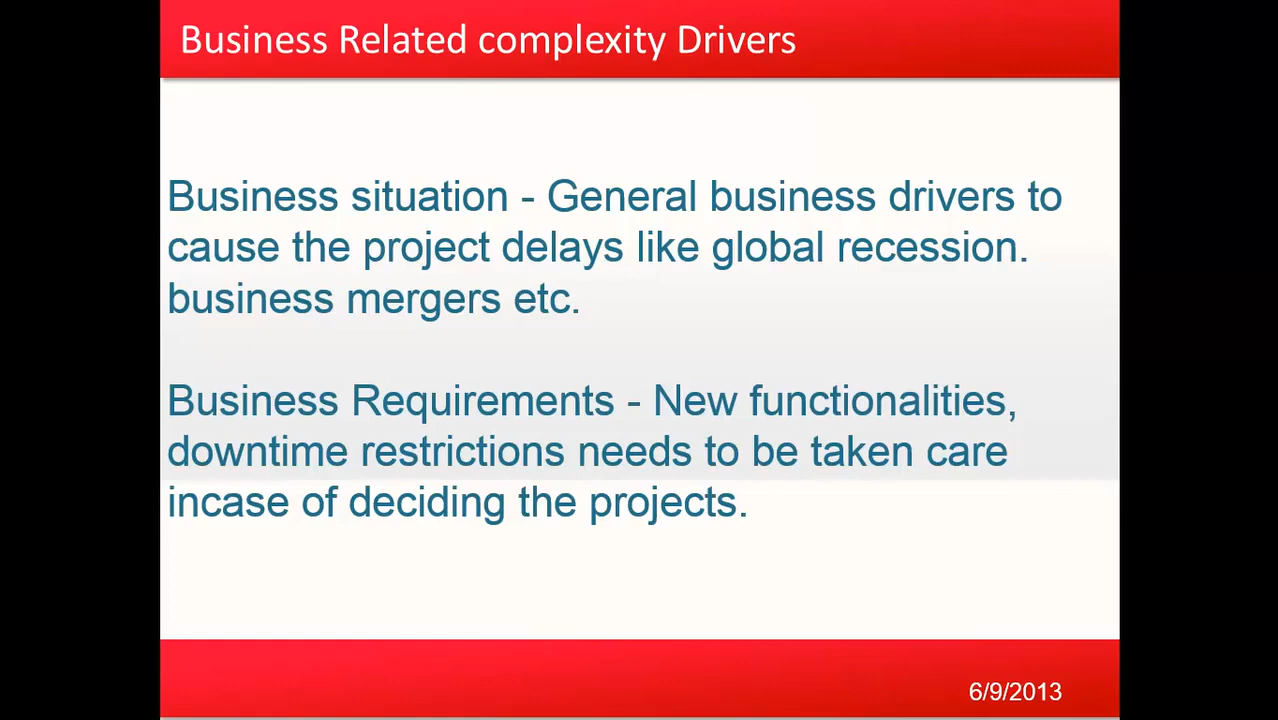 Business Related complexity Drivers
Business situation - General business drivers to
cause the project delays like global recession.
business mergers etc.
Business Requirements - New functionalities,
downtime restrictions needs to be taken care
incase of deciding the projects.
6/9/2013